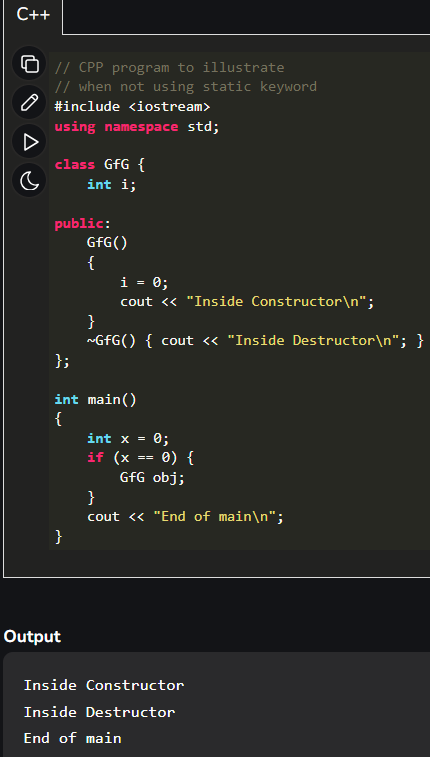 C++
// CPP program to illustrate
// when not using static keyword
#include <iostream>
using namespace std;
class GfG {
int i;
public:
GfG()
{
i = 0;
cout << "Inside Constructor\n";
}
~GfG() { cout << "Inside Destructor\n"; }
};
int main()
{
int x = 0;
if (x == 0) {
GfG obj;
}
cout << "End of main\n";
}
Output
Inside Constructor
Inside Destructor
End of main